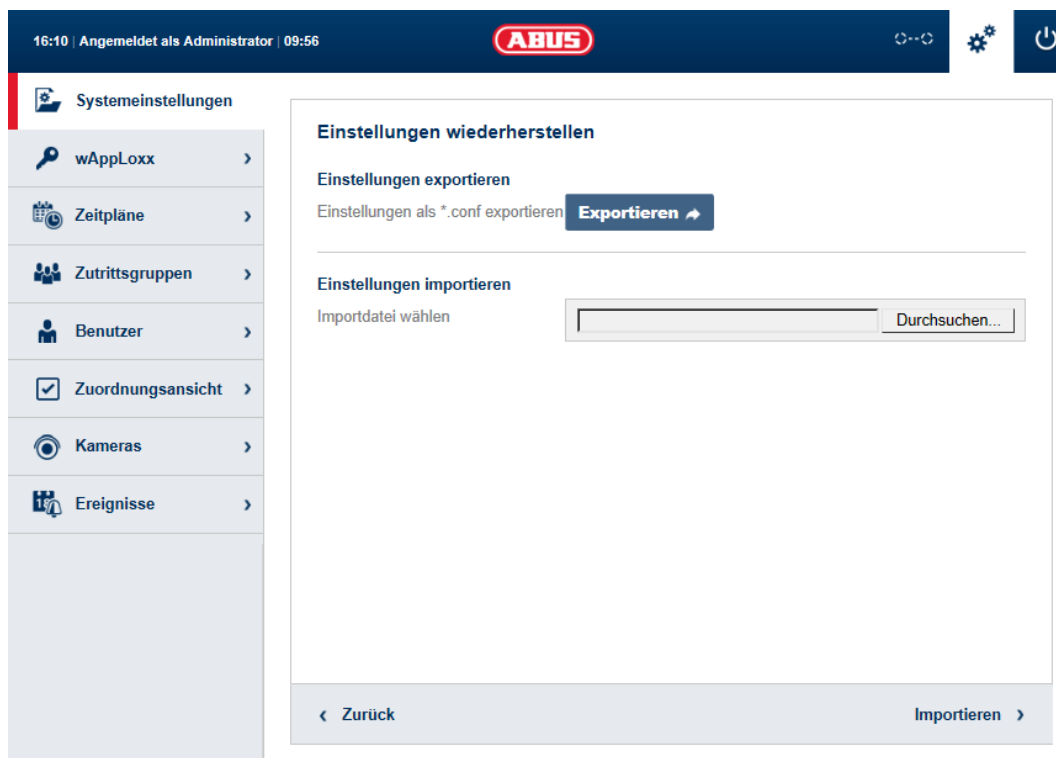 16:10 | Angemeldet als Administrator | 09:56
ABUS
Systemeinstellungen
wAppLoxx
Zeitpläne
Zutrittsgruppen
Benutzer
Zuordnungsansicht
Kameras
Ereignisse
Einstellungen wiederherstellen
Einstellungen exportieren
Einstellungen als *.conf exportieren Exportieren
Einstellungen importieren
Importdatei wählen Durchsuchen...
Zurück Importieren